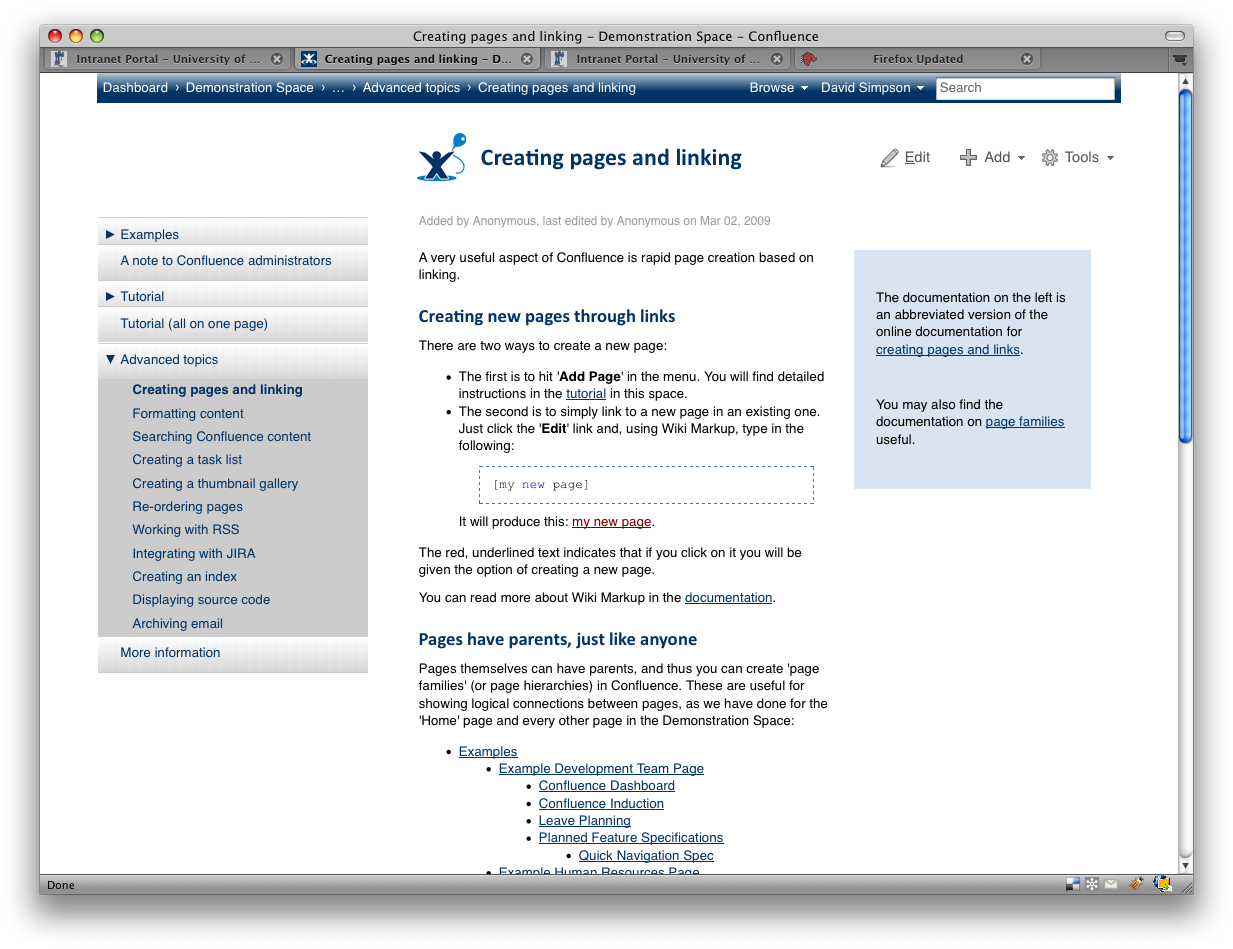 Creating pages and linking – Demonstration Space – Confluence
Intranet Portal – University of ...
Creating pages and linking – D...
Intranet Portal – University of ...
Firefox Updated
Dashboard › Demonstration Space › ... › Advanced topics › Creating pages and linking
Browse
David Simpson
Search
Creating pages and linking
Edit
Add
Tools
Examples
A note to Confluence administrators
Tutorial
Tutorial (all on one page)
Advanced topics
Creating pages and linking
Formatting content
Searching Confluence content
Creating a task list
Creating a thumbnail gallery
Re-ordering pages
Working with RSS
Integrating with JIRA
Creating an index
Displaying source code
Archiving email
More information
Added by Anonymous, last edited by Anonymous on Mar 02, 2009
A very useful aspect of Confluence is rapid page creation based on
linking.
Creating new pages through links
There are two ways to create a new page:
• The first is to hit 'Add Page' in the menu. You will find detailed
instructions in the tutorial in this space.
• The second is to simply link to a new page in an existing one.
Just click the 'Edit' link and, using Wiki Markup, type in the
following:
[my new page]
It will produce this: my new page.
The red, underlined text indicates that if you click on it you will be
given the option of creating a new page.
You can read more about Wiki Markup in the documentation.
Pages have parents, just like anyone
Pages themselves can have parents, and thus you can create 'page
families' (or page hierarchies) in Confluence. These are useful for
showing logical connections between pages, as we have done for the
'Home' page and every other page in the Demonstration Space:
• Examples
• Example Development Team Page
• Confluence Dashboard
• Confluence Induction
• Leave Planning
• Planned Feature Specifications
• Quick Navigation Spec
• Example Human Resources Page
The documentation on the left is
an abbreviated version of the
online documentation for
creating pages and links.
You may also find the
documentation on page families
useful.
Done